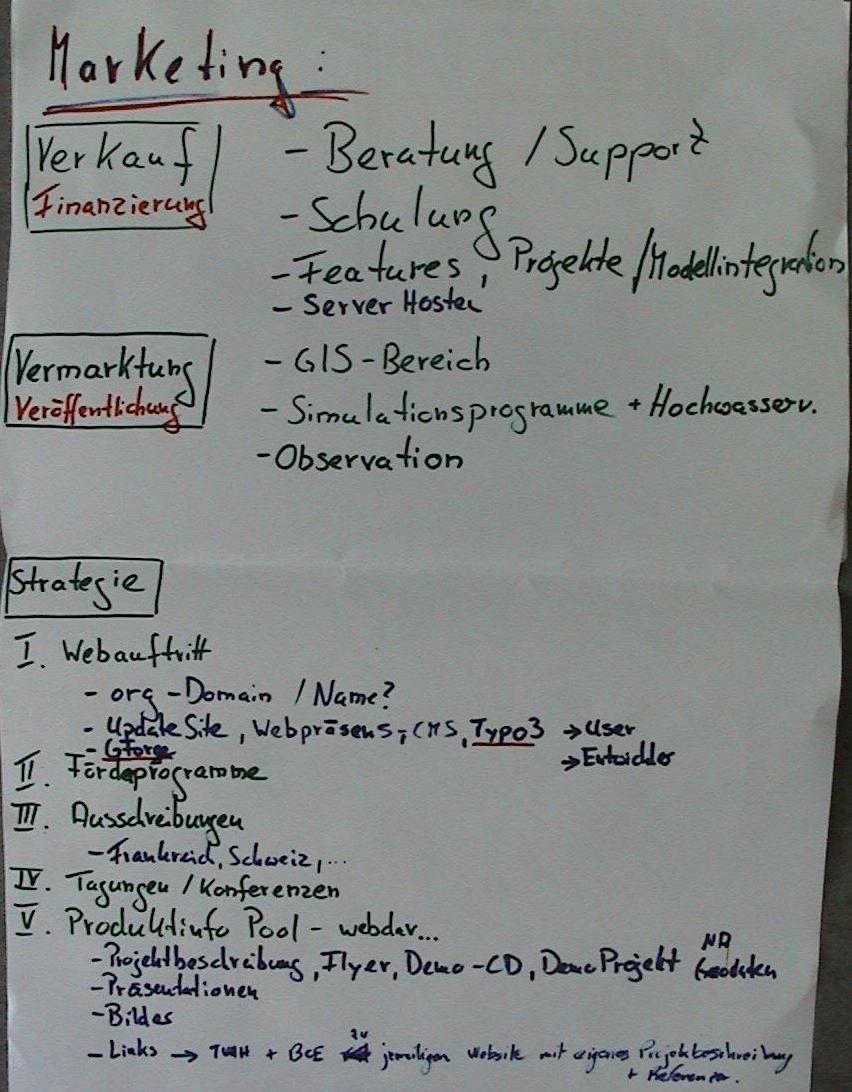 Marketing :
Verkauf
Finanzierung
- Beratung / Support
- Schulung
- Features, Projekte / Modellintegration
- Server Hosten
Vermarktung
Veröffentlichung
- GIS - Bereich
- Simulationsprogramme + Hochwasserv.
- Observation
Strategie
I. Webauftritt
- org - Domain / Name?
- Update Site, Webpräsens, CMS, Typo3 → User
- Gforge → Entwickler
II. Förderprogramme
III. Ausschreibungen
- Frankreich, Schweiz, ...
IV. Tagungen / Konferenzen
V. Produktinfo Pool - webdav...
- Projektbeschreibung, Flyer, Demo-CD, Demo Projekt Geodaten
- Präsentationen
- Bilder
- Links → TUHH + BCE zu jeweiligen Website mit eigener Projektbeschreibung
+ Referenzen.